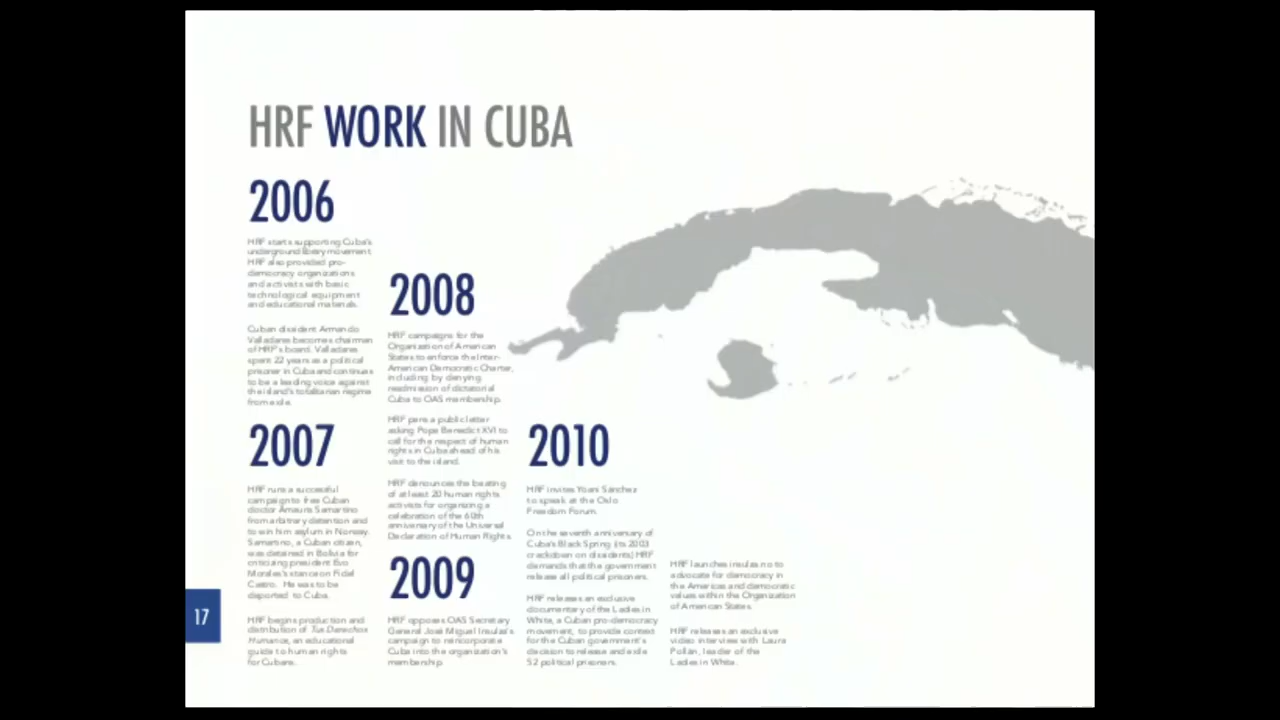 HRF WORK IN CUBA
2006
HRF starts supporting Cuba's
underground library movement.
HRF also provided pro-
democracy organizations
and activists with basic
technological equipment
and educational materials.
Cuban dissident Armando
Valladares becomes chairman
of HRF's board. Valladares
spent 22 years as a political
prisoner in Cuba and continues
to be a leading voice against
the island's totalitarian regime
from exile.
2007
HRF runs a successful
campaign to free Cuban
doctor Amauris Samartino
from arbitrary detention and
to win him asylum in Norway.
Samartino, a Cuban citizen,
was detained in Bolivia for
criticizing president Evo
Morales's stance on Fidel
Castro. He was to be
deported to Cuba.
HRF begins production and
distribution of Tus Derechos
Humanos, an educational
guide to human rights
for Cubans.
2008
HRF campaigns for the
Organization of American
States to enforce the Inter-
American Democratic Charter,
including by denying
readmission of dictatorial
Cuba to OAS membership.
HRF pens a public letter
asking Pope Benedict XVI to
call for the respect of human
rights in Cuba ahead of his
visit to the island.
HRF denounces the beating
of at least 20 human rights
activists for organizing a
celebration of the 60th
anniversary of the Universal
Declaration of Human Rights.
2009
HRF opposes OAS Secretary
General José Miguel Insulza's
campaign to reincorporate
Cuba into the organization's
membership.
2010
HRF invites Yoani Sánchez
to speak at the Oslo
Freedom Forum.
On the seventh anniversary of
Cuba's Black Spring (its 2003
crackdown on dissidents) HRF
demands that the government
release all political prisoners.
HRF releases an exclusive
documentary of the Ladies in
White, a Cuban pro-democracy
movement, to provide context
for the Cuban government's
decision to release and exile
52 political prisoners.
HRF launches insulza.no to
advocate for democracy in
the Americas and democratic
values within the Organization
of American States.
HRF releases an exclusive
video interview with Laura
Pollán, leader of the
Ladies in White.
17